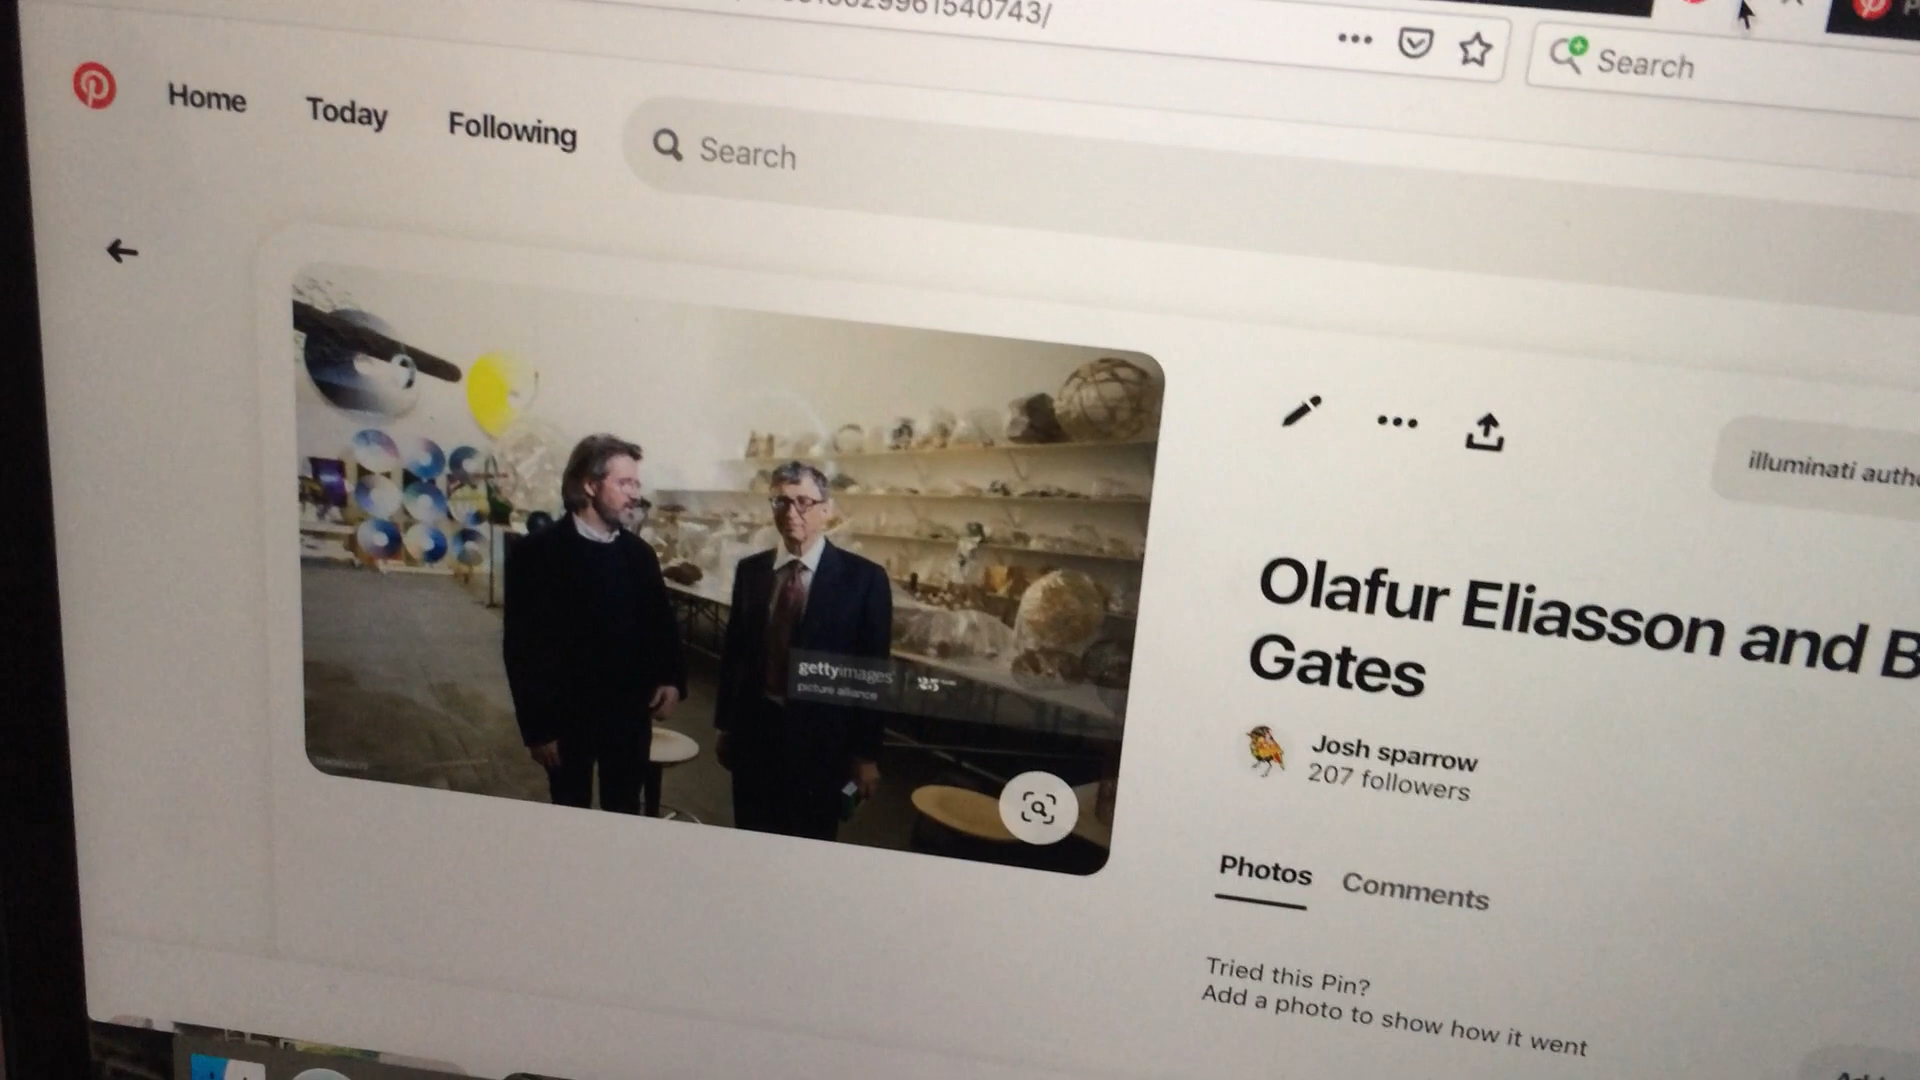 Search
Home
Today
Following
Search
gettyimages
picture alliance
Olafur Eliasson and B
Gates
Josh sparrow
207 followers
Photos
Comments
Tried this Pin?
Add a photo to show how it went
illuminati autho